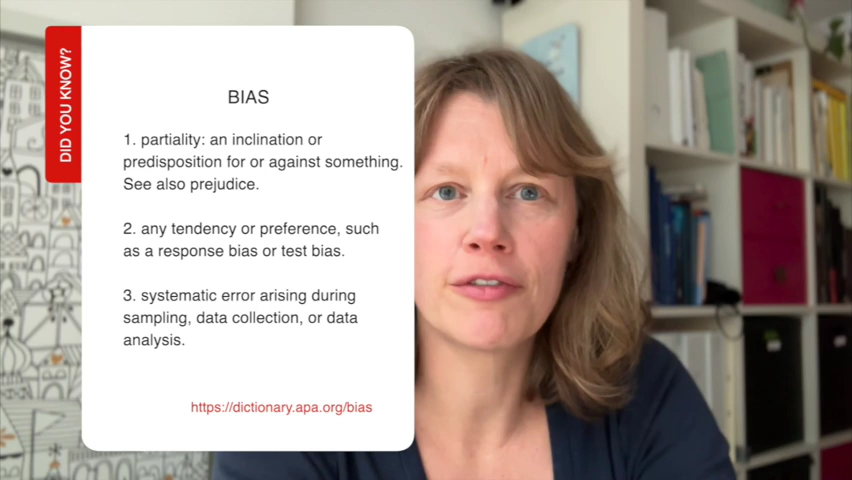 DID YOU KNOW?
BIAS
1. partiality: an inclination or
predisposition for or against something.
See also prejudice.
2. any tendency or preference, such
as a response bias or test bias.
3. systematic error arising during
sampling, data collection, or data
analysis.
https://dictionary.apa.org/bias